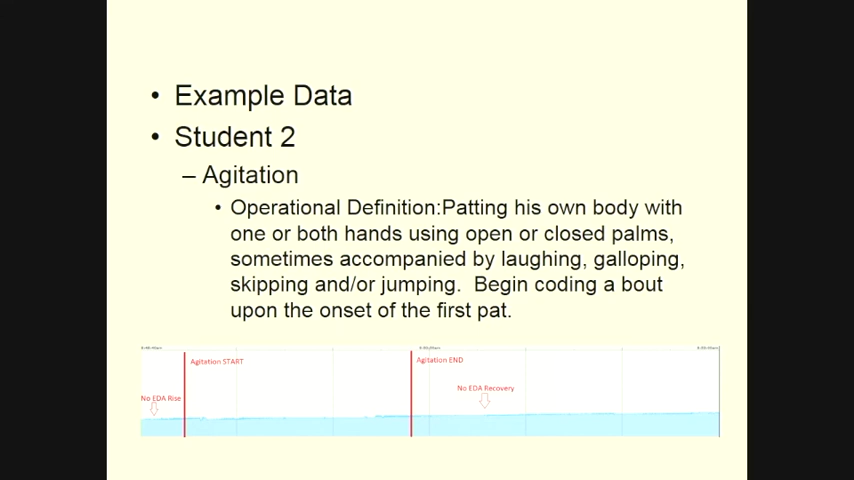 • Example Data
• Student 2
– Agitation
• Operational Definition:Patting his own body with
one or both hands using open or closed palms,
sometimes accompanied by laughing, galloping,
skipping and/or jumping. Begin coding a bout
upon the onset of the first pat.
Agitation START
Agitation END
No EDA Rise
No EDA Recovery